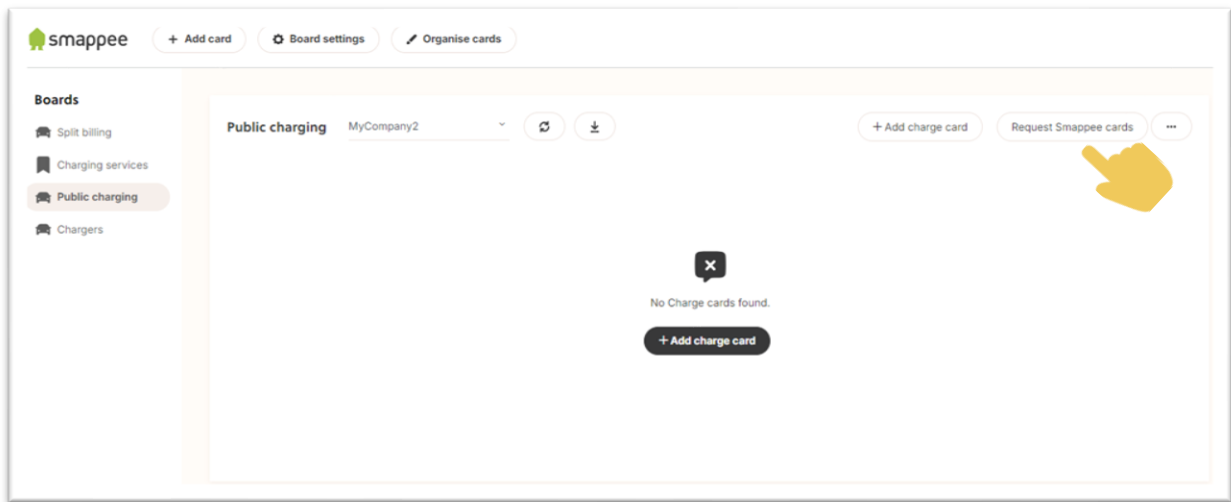 smappee
+ Add card
Board settings
Organise cards
Boards
Split billing
Charging services
Public charging
Chargers
Public charging
MyCompany2
+ Add charge card
Request Smappee cards
...
No Charge cards found.
+ Add charge card